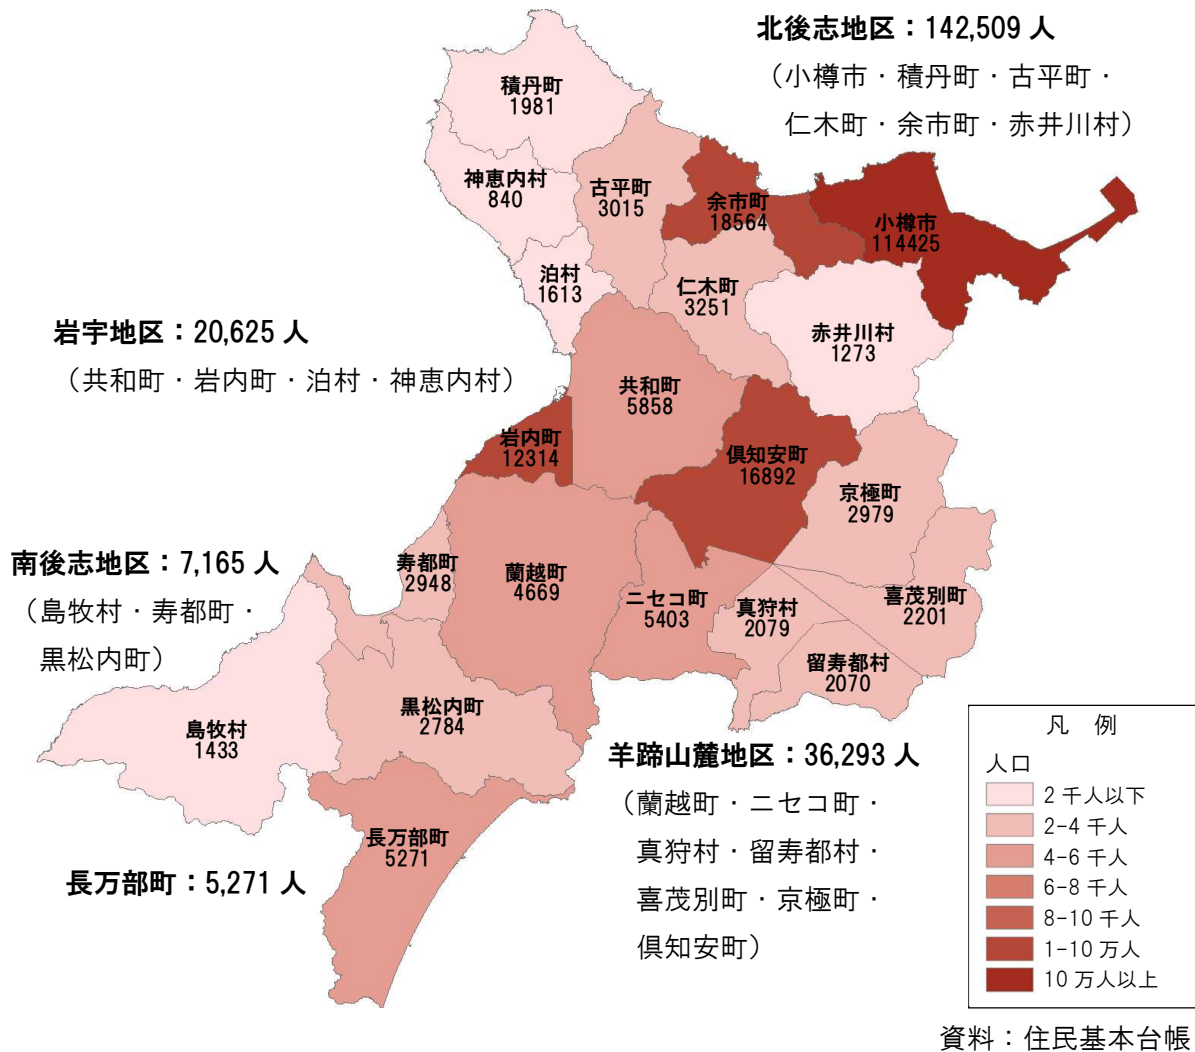 北後志地区：142,509 人
（小樽市・積丹町・古平町・
仁木町・余市町・赤井川村）
積丹町
1981
神恵内村
840
古平町
3015
余市町
18564
小樽市
114425
泊村
1613
仁木町
3251
赤井川村
1273
岩宇地区：20,625 人
（共和町・岩内町・泊村・神恵内村）
共和町
5858
岩内町
12314
倶知安町
16892
京極町
2979
南後志地区：7,165 人
（島牧村・寿都町・
黒松内町）
寿都町
2948
蘭越町
4669
ニセコ町
5403
真狩村
2079
喜茂別町
2201
留寿都村
2070
島牧村
1433
黒松内町
2784
長万部町
5271
長万部町：5,271 人
羊蹄山麓地区：36,293 人
（蘭越町・ニセコ町・
真狩村・留寿都村・
喜茂別町・京極町・
倶知安町）
凡 例
人口
2 千人以下
2-4 千人
4-6 千人
6-8 千人
8-10 千人
1-10 万人
10 万人以上
資料：住民基本台帳